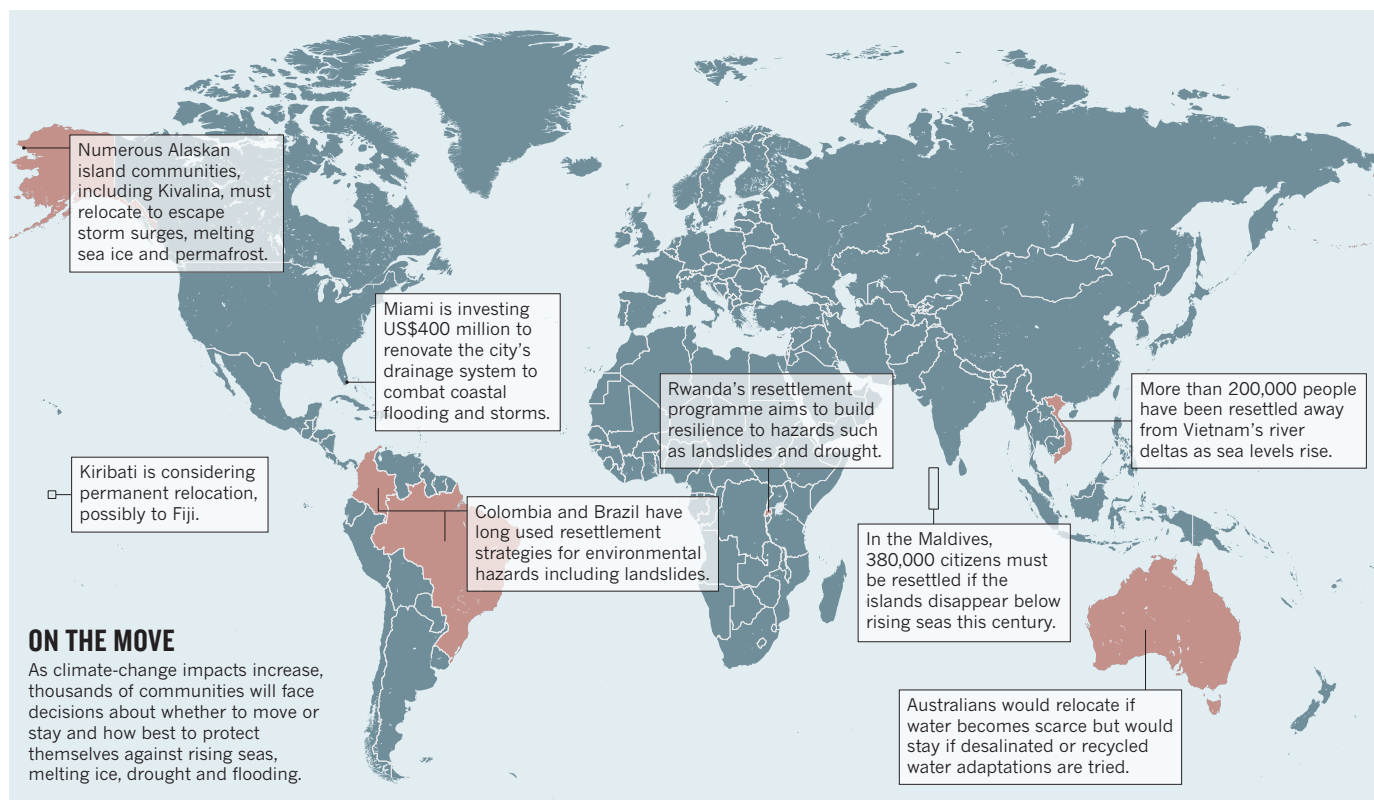 Numerous Alaskan
island communities,
including Kivalina, must
relocate to escape
storm surges, melting
sea ice and permafrost.
Miami is investing
US$400 million to
renovate the city's
drainage system to
combat coastal
flooding and storms.
Rwanda's resettlement
programme aims to build
resilience to hazards such
as landslides and drought.
More than 200,000 people
have been resettled away
from Vietnam's river
deltas as sea levels rise.
Kiribati is considering
permanent relocation,
possibly to Fiji.
Colombia and Brazil have
long used resettlement
strategies for environmental
hazards including landslides.
In the Maldives,
380,000 citizens must
be resettled if the
islands disappear below
rising seas this century.
ON THE MOVE
As climate-change impacts increase,
thousands of communities will face
decisions about whether to move or
stay and how best to protect
themselves against rising seas,
melting ice, drought and flooding.
Australians would relocate if
water becomes scarce but would
stay if desalinated or recycled
water adaptations are tried.